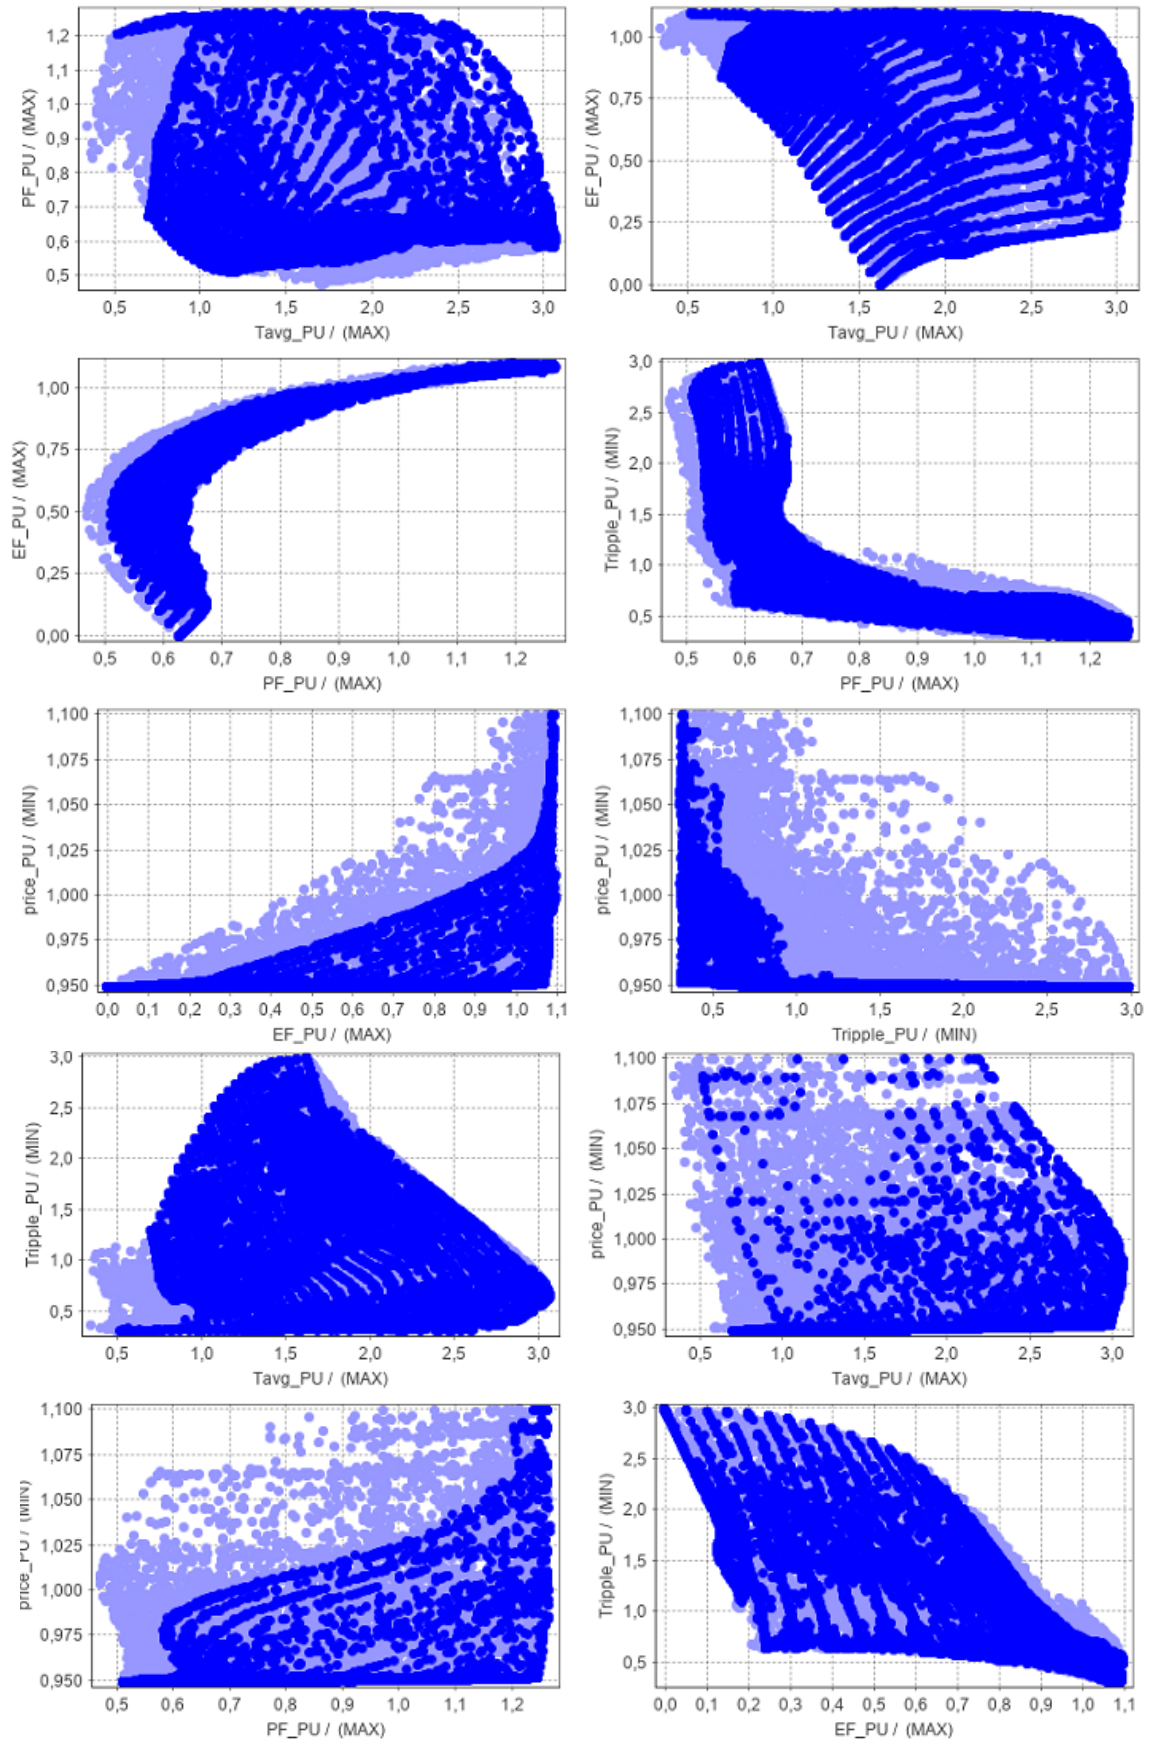 1,2
1,1
1,0
0,9
0,8
0,7
0,6
0,5
PF_PU / (MAX)
0,5 1,0 1,5 2,0 2,5 3,0
Tavg_PU / (MAX)
1,00
0,75
0,50
0,25
0,00
EF_PU / (MAX)
0,5 1,0 1,5 2,0 2,5 3,0
Tavg_PU / (MAX)
1,00
0,75
0,50
0,25
0,00
EF_PU / (MAX)
0,5 0,6 0,7 0,8 0,9 1,0 1,1 1,2
PF_PU / (MAX)
3,0
2,5
2,0
1,5
1,0
0,5
Tripple_PU / (MIN)
0,5 0,6 0,7 0,8 0,9 1,0 1,1 1,2
PF_PU / (MAX)
1,100
1,075
1,050
1,025
1,000
0,975
0,950
price_PU / (MIN)
0,0 0,1 0,2 0,3 0,4 0,5 0,6 0,7 0,8 0,9 1,0 1,1
EF_PU / (MAX)
1,100
1,075
1,050
1,025
1,000
0,975
0,950
price_PU / (MIN)
0,5 1,0 1,5 2,0 2,5 3,0
Tripple_PU / (MIN)
3,0
2,5
2,0
1,5
1,0
0,5
Tripple_PU / (MIN)
0,5 1,0 1,5 2,0 2,5 3,0
Tavg_PU / (MAX)
1,100
1,075
1,050
1,025
1,000
0,975
0,950
price_PU / (MIN)
0,5 1,0 1,5 2,0 2,5 3,0
Tavg_PU / (MAX)
1,100
1,075
1,050
1,025
1,000
0,975
0,950
price_PU / (MIN)
0,5 0,6 0,7 0,8 0,9 1,0 1,1 1,2
PF_PU / (MAX)
3,0
2,5
2,0
1,5
1,0
0,5
Tripple_PU / (MIN)
0,0 0,1 0,2 0,3 0,4 0,5 0,6 0,7 0,8 0,9 1,0 1,1
EF_PU / (MAX)